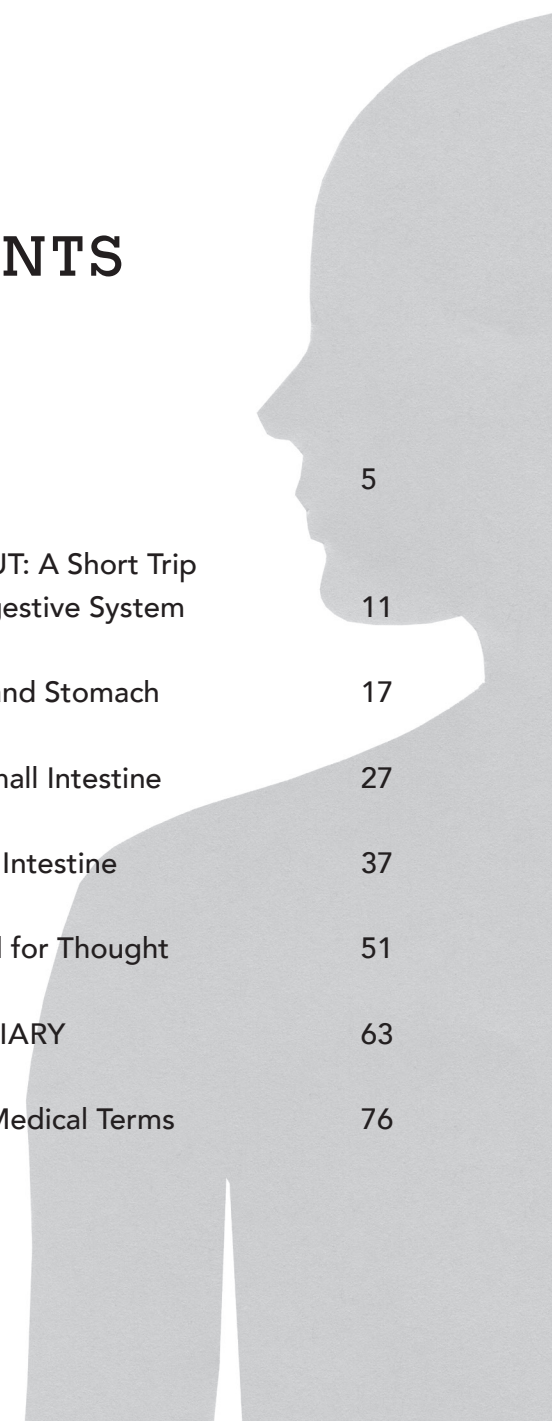 NTS
5
UT: A Short Trip
gestive System 11
and Stomach 17
nall Intestine 27
Intestine 37
l for Thought 51
IARY 63
Medical Terms 76